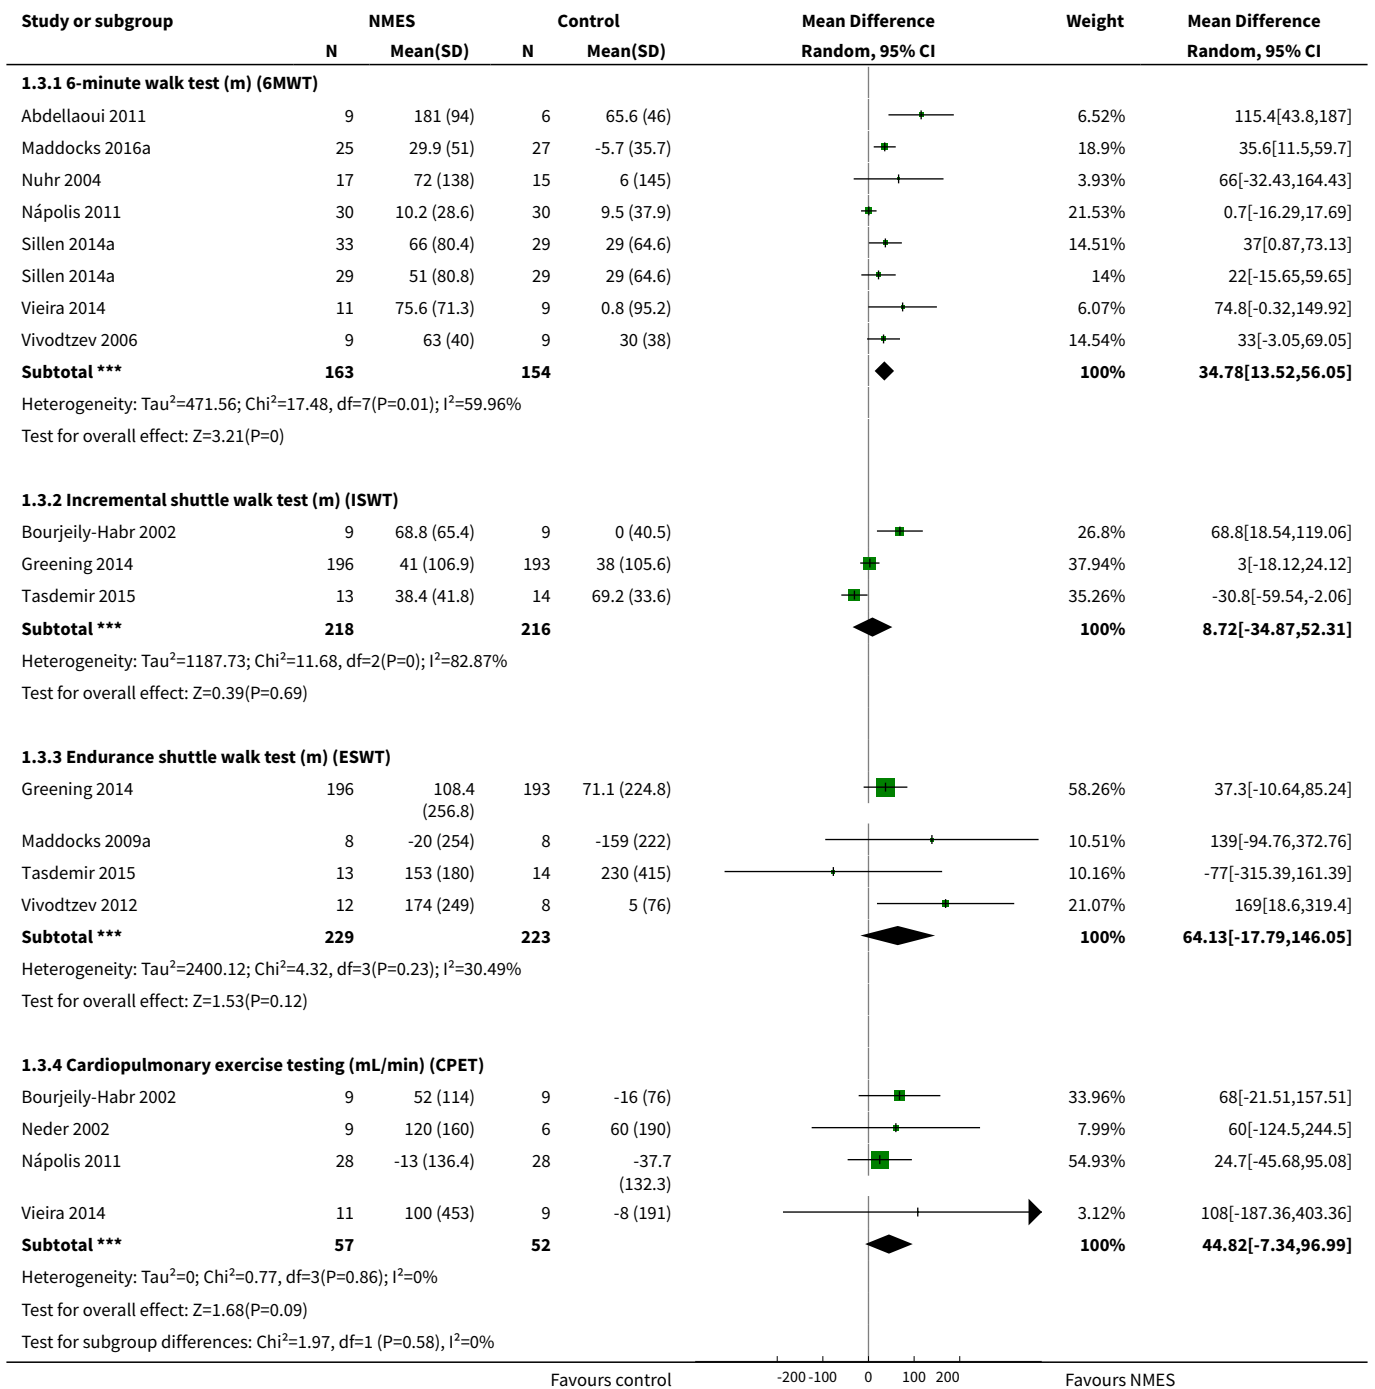 Study or subgroup NMES Control Mean Difference Weight Mean Difference
N Mean(SD) N Mean(SD) Random, 95% CI Random, 95% CI
1.3.1 6-minute walk test (m) (6MWT)
Abdellaoui 2011 9 181 (94) 6 65.6 (46) 6.52% 115.4[43.8,187]
Maddocks 2016a 25 29.9 (51) 27 -5.7 (35.7) 18.9% 35.6[11.5,59.7]
Nuhr 2004 17 72 (138) 15 6 (145) 3.93% 66[-32.43,164.43]
Nápolis 2011 30 10.2 (28.6) 30 9.5 (37.9) 21.53% 0.7[-16.29,17.69]
Sillen 2014a 33 66 (80.4) 29 29 (64.6) 14.51% 37[0.87,73.13]
Sillen 2014a 29 51 (80.8) 29 29 (64.6) 14% 22[-15.65,59.65]
Vieira 2014 11 75.6 (71.3) 9 0.8 (95.2) 6.07% 74.8[-0.32,149.92]
Vivodtzev 2006 9 63 (40) 9 30 (38) 14.54% 33[-3.05,69.05]
Subtotal *** 163 154 100% 34.78[13.52,56.05]
Heterogeneity: Tau²=471.56; Chi²=17.48, df=7(P=0.01); I²=59.96%
Test for overall effect: Z=3.21(P=0)
1.3.2 Incremental shuttle walk test (m) (ISWT)
Bourjeily-Habr 2002 9 68.8 (65.4) 9 0 (40.5) 26.8% 68.8[18.54,119.06]
Greening 2014 196 41 (106.9) 193 38 (105.6) 37.94% 3[-18.12,24.12]
Tasdemir 2015 13 38.4 (41.8) 14 69.2 (33.6) 35.26% -30.8[-59.54,-2.06]
Subtotal *** 218 216 100% 8.72[-34.87,52.31]
Heterogeneity: Tau²=1187.73; Chi²=11.68, df=2(P=0); I²=82.87%
Test for overall effect: Z=0.39(P=0.69)
1.3.3 Endurance shuttle walk test (m) (ESWT)
Greening 2014 196 108.4 193 71.1 (224.8) 58.26% 37.3[-10.64,85.24]
(256.8)
Maddocks 2009a 8 -20 (254) 8 -159 (222) 10.51% 139[-94.76,372.76]
Tasdemir 2015 13 153 (180) 14 230 (415) 10.16% -77[-315.39,161.39]
Vivodtzev 2012 12 174 (249) 8 5 (76) 21.07% 169[18.6,319.4]
Subtotal *** 229 223 100% 64.13[-17.79,146.05]
Heterogeneity: Tau²=2400.12; Chi²=4.32, df=3(P=0.23); I²=30.49%
Test for overall effect: Z=1.53(P=0.12)
1.3.4 Cardiopulmonary exercise testing (mL/min) (CPET)
Bourjeily-Habr 2002 9 52 (114) 9 -16 (76) 33.96% 68[-21.51,157.51]
Neder 2002 9 120 (160) 6 60 (190) 7.99% 60[-124.5,244.5]
Nápolis 2011 28 -13 (136.4) 28 -37.7 54.93% 24.7[-45.68,95.08]
(132.3)
Vieira 2014 11 100 (453) 9 -8 (191) 3.12% 108[-187.36,403.36]
Subtotal *** 57 52 100% 44.82[-7.34,96.99]
Heterogeneity: Tau²=0; Chi²=0.77, df=3(P=0.86); I²=0%
Test for overall effect: Z=1.68(P=0.09)
Test for subgroup differences: Chi²=1.97, df=1 (P=0.58), I²=0%
Favours control -200 -100 0 100 200 Favours NMES